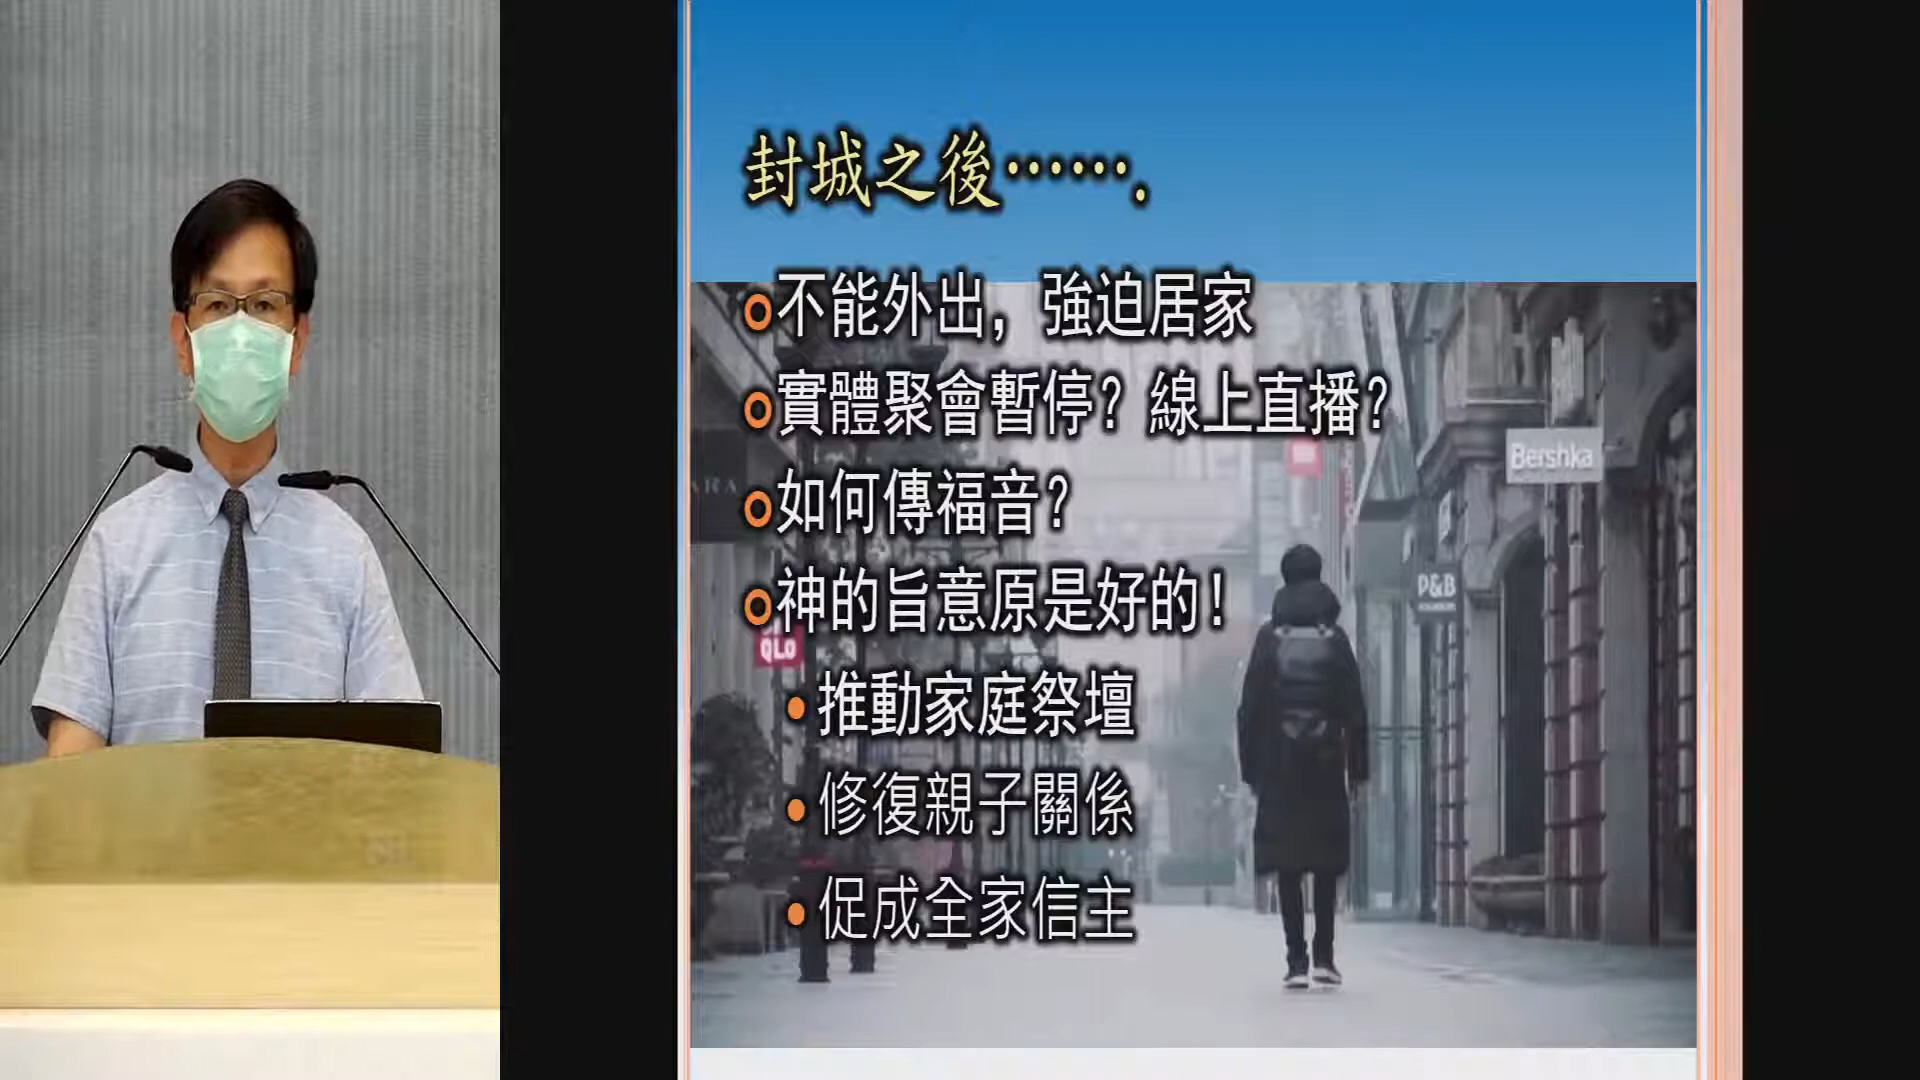 封城之後…….
不能外出，強迫居家
實體聚會暫停？線上直播？
如何傳福音？
神的旨意原是好的！
推動家庭祭壇
修復親子關係
促成全家信主
Bershka
P&B
QLO
ARA